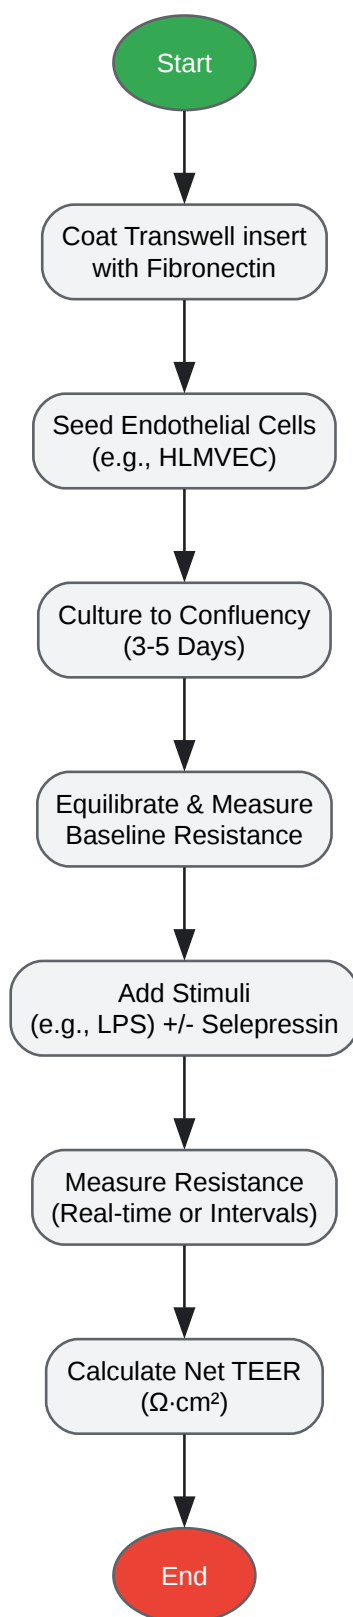 Start
Coat Transwell insert
with Fibronectin
Seed Endothelial Cells
(e.g., HLMVEC)
Culture to Confluency
(3-5 Days)
Equilibrate & Measure
Baseline Resistance
Add Stimuli
(e.g., LPS) +/- Selepressin
Measure Resistance
(Real-time or Intervals)
Calculate Net TEER
(Ω·cm²)
End